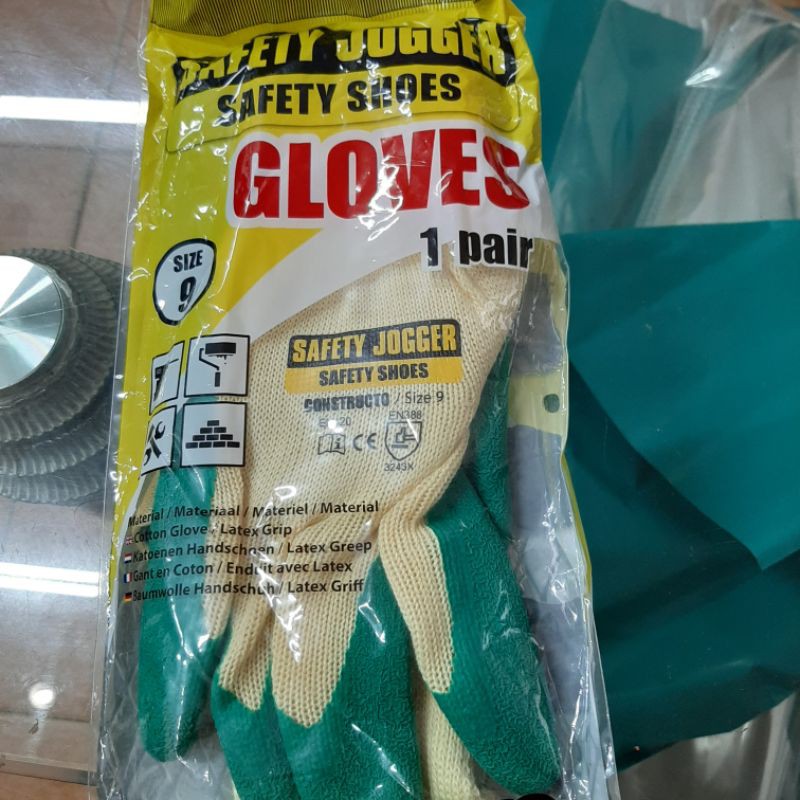 SAFETY JOGGER
SAFETY SHOES
GLOVES
1 pair
SIZE
9
SAFETY JOGGER
SAFETY SHOES
CONSTRUCTO / Size 9
EN388
CE
3243X
Material / Materiaal / Materiel / Material
Cotton Glove / Latex Grip
Katoenen Handschoen / Latex Greep
Gant en Coton / Enduit avec Latex
Baumwolle Handschuh / Latex Griff